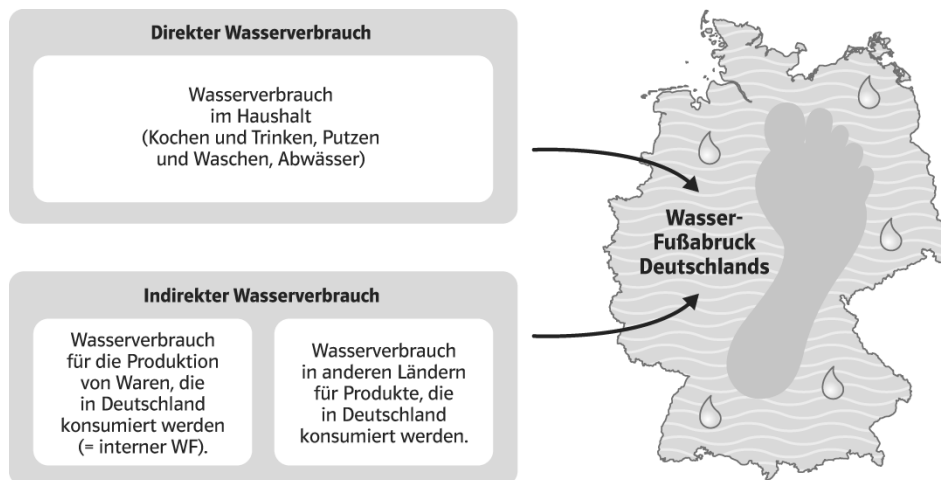 Direkter Wasserverbrauch
Wasserverbrauch
im Haushalt
(Kochen und Trinken, Putzen
und Waschen, Abwässer)
Indirekter Wasserverbrauch
Wasserverbrauch
für die Produktion
von Waren, die
in Deutschland
konsumiert werden
(= interner WF).
Wasserverbrauch
in anderen Ländern
für Produkte, die
in Deutschland
konsumiert werden.
Wasser-
Fußabruck
Deutschlands